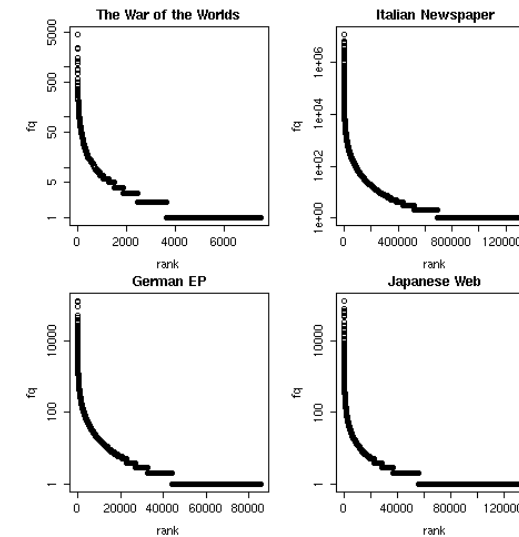 The War of the Worlds
fq
5000
500
50
5
1
0 2000 4000 6000
rank
Italian Newspaper
fq
1e+06
1e+04
1e+02
1e+00
0 400000 800000
rank
German EP
fq
10000
100
1
0 20000 40000 60000 80000
rank
Japanese Web
fq
10000
100
1
0 40000 80000
rank